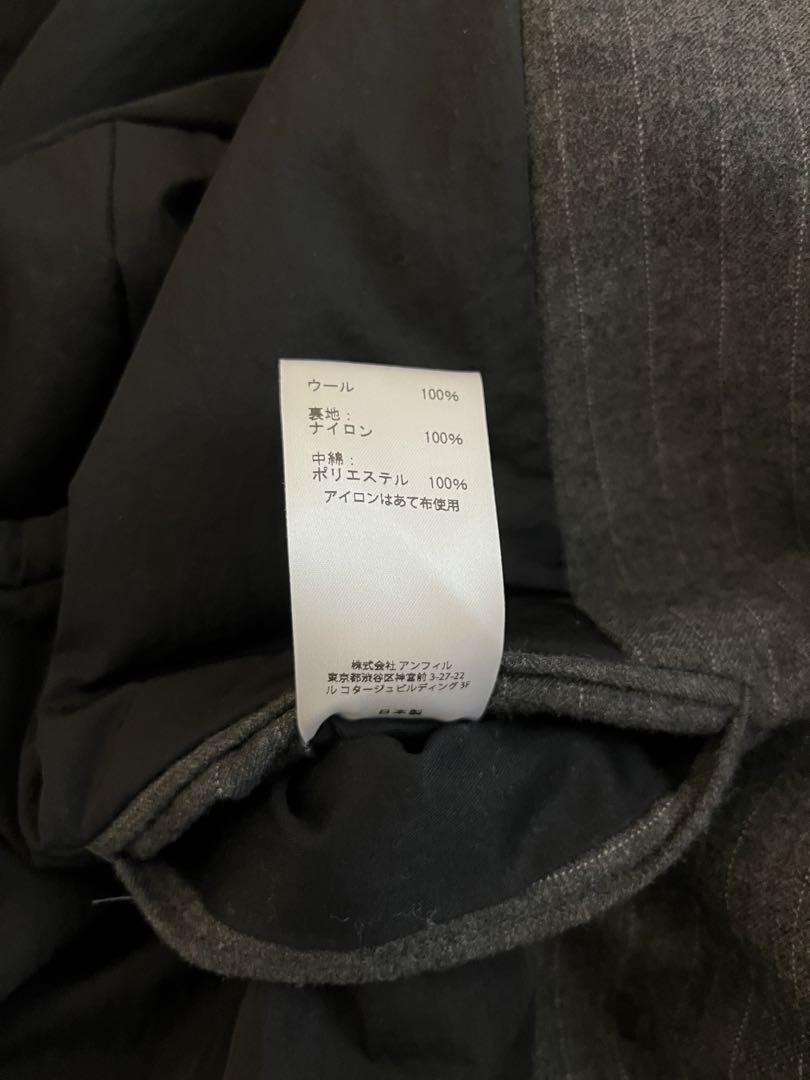 ウール 100%
裏地：
ナイロン 100%
中綿：
ポリエステル 100%
アイロンはあて布使用
株式会社 アンフィル
東京都渋谷区神宮前 3-27-22
ル コタージュビルディング 3F
日本製